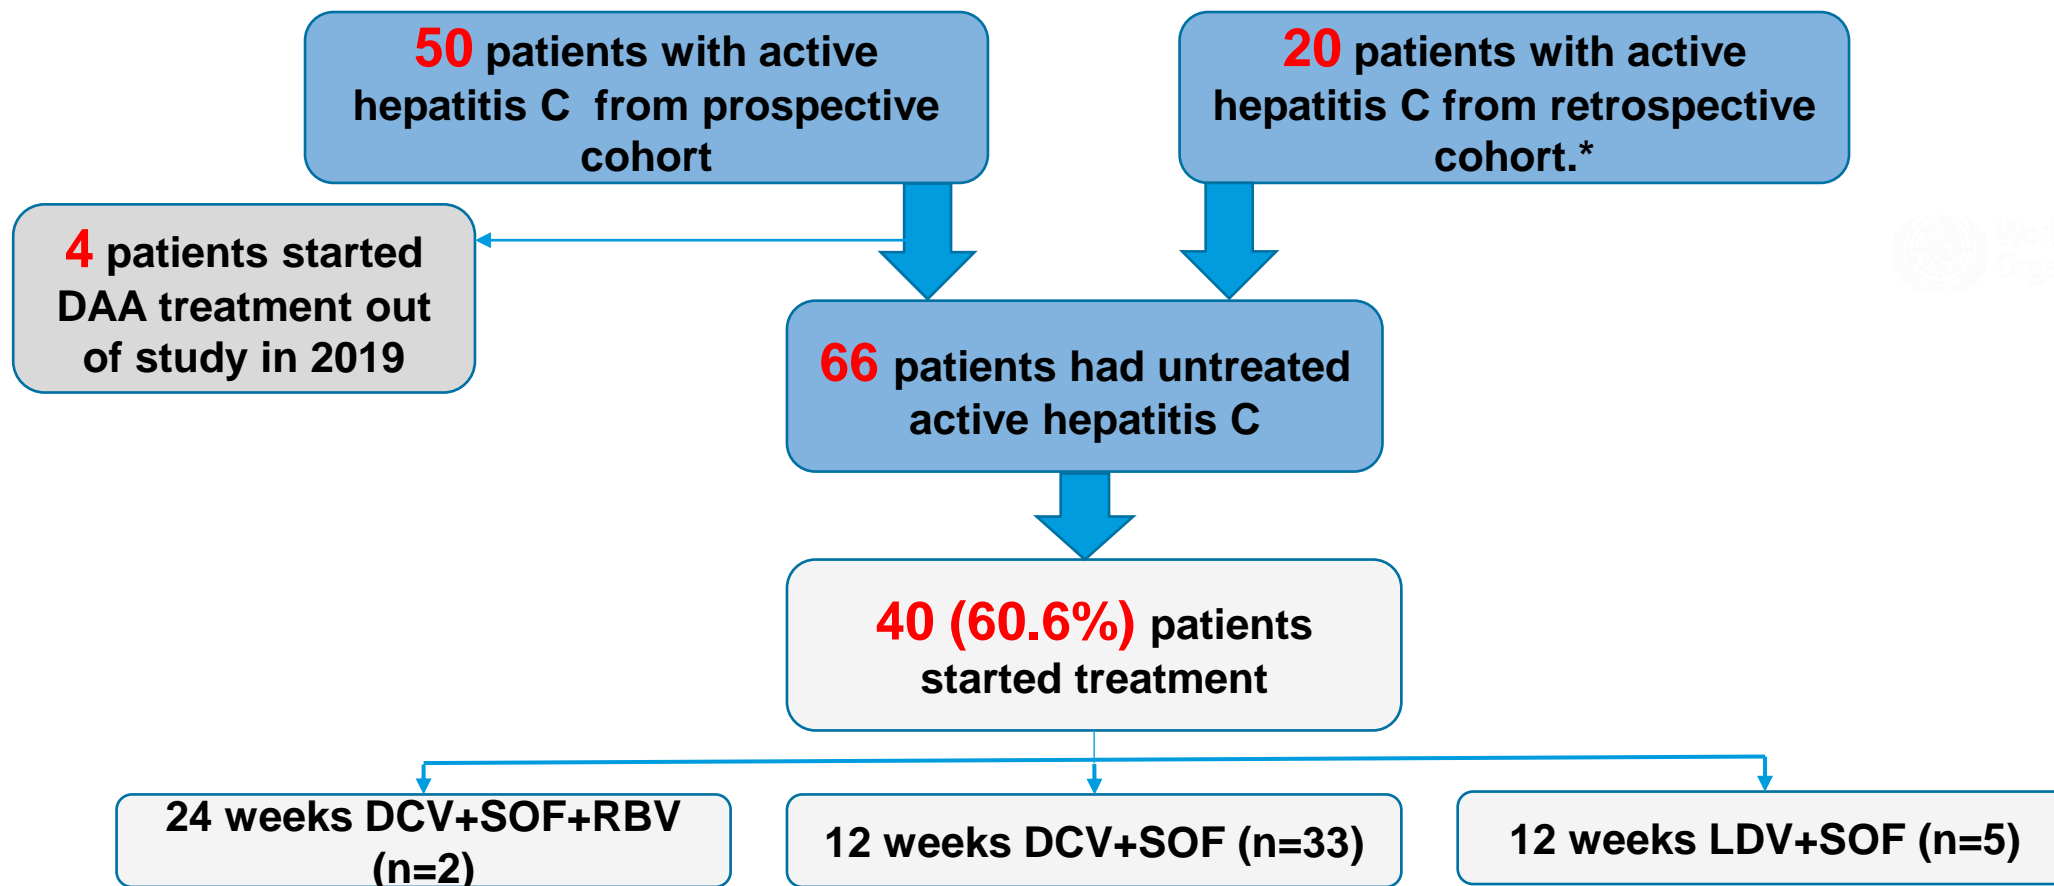 50 patients with active
hepatitis C from prospective
cohort
20 patients with active
hepatitis C from retrospective
cohort.*
4 patients started
DAA treatment out
of study in 2019
66 patients had untreated
active hepatitis C
40 (60.6%) patients
started treatment
24 weeks DCV+SOF+RBV
(n=2)
12 weeks DCV+SOF (n=33)
12 weeks LDV+SOF (n=5)